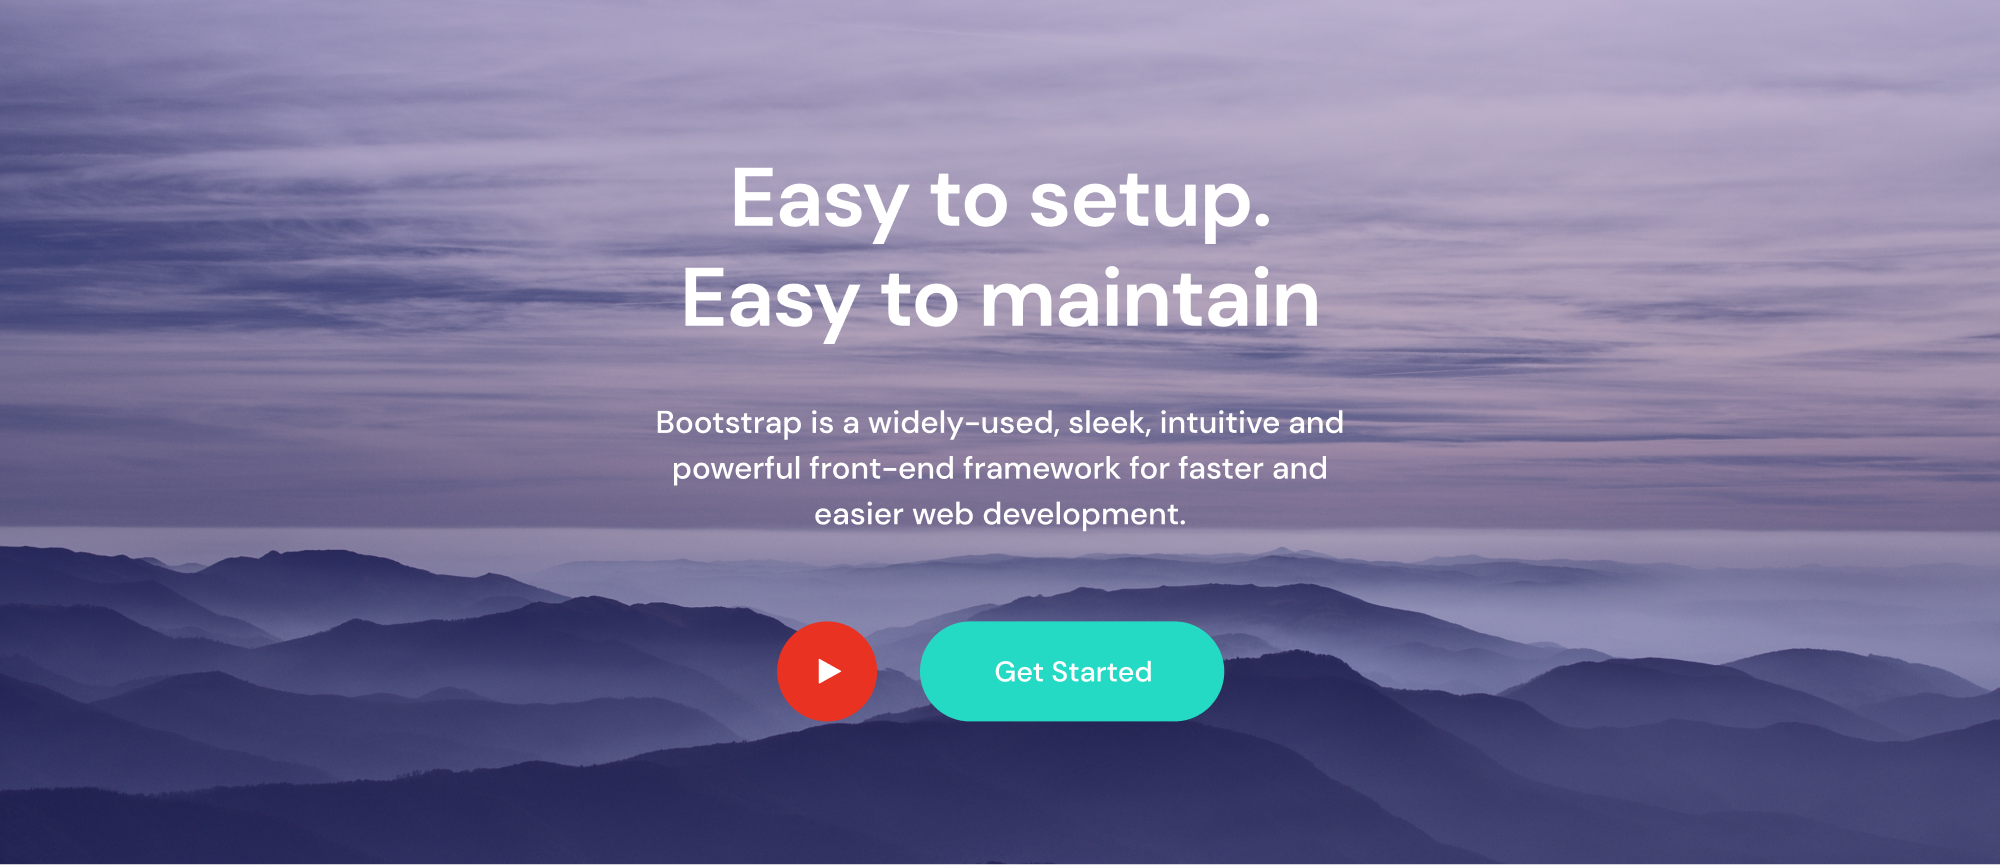 Easy to setup.
Easy to maintain
Bootstrap is a widely-used, sleek, intuitive and
powerful front-end framework for faster and
easier web development.
Get Started